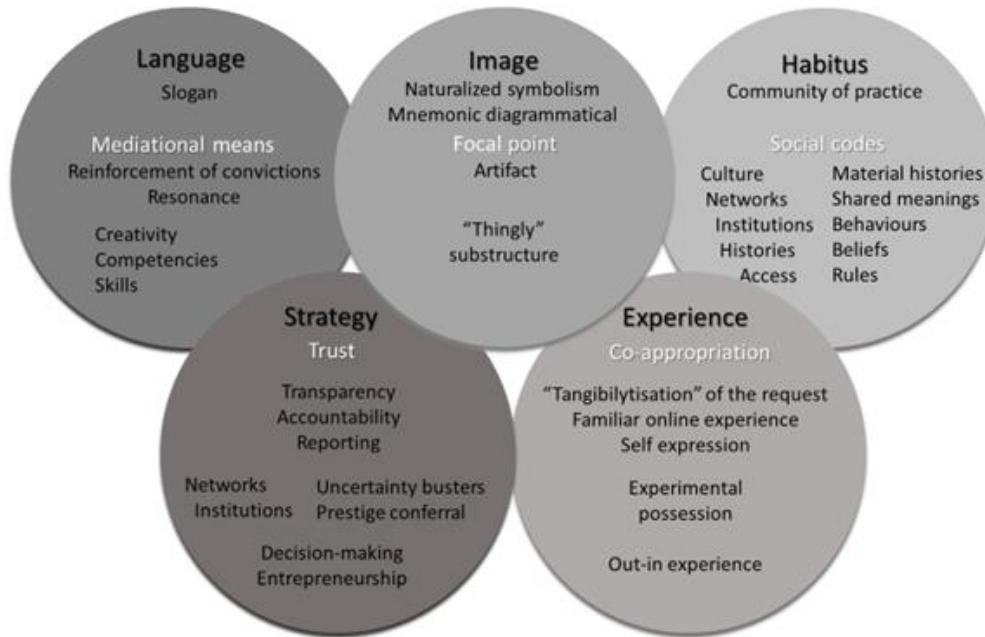 Language
Slogan
Mediational means
Reinforcement of convictions
Resonance
Creativity
Competencies
Skills
Image
Naturalized symbolism
Mnemonic diagrammatical
Focal point
Artifact
“Thingly”
substructure
Habitus
Community of practice
Social codes
Culture
Networks
Institutions
Histories
Access
Material histories
Shared meanings
Behaviours
Beliefs
Rules
Strategy
Trust
Transparency
Accountability
Reporting
Networks
Institutions
Uncertainty busters
Prestige conferral
Decision-making
Entrepreneurship
Experience
Co-appropriation
“Tangibilytisation” of the request
Familiar online experience
Self expression
Experimental
possession
Out-in experience